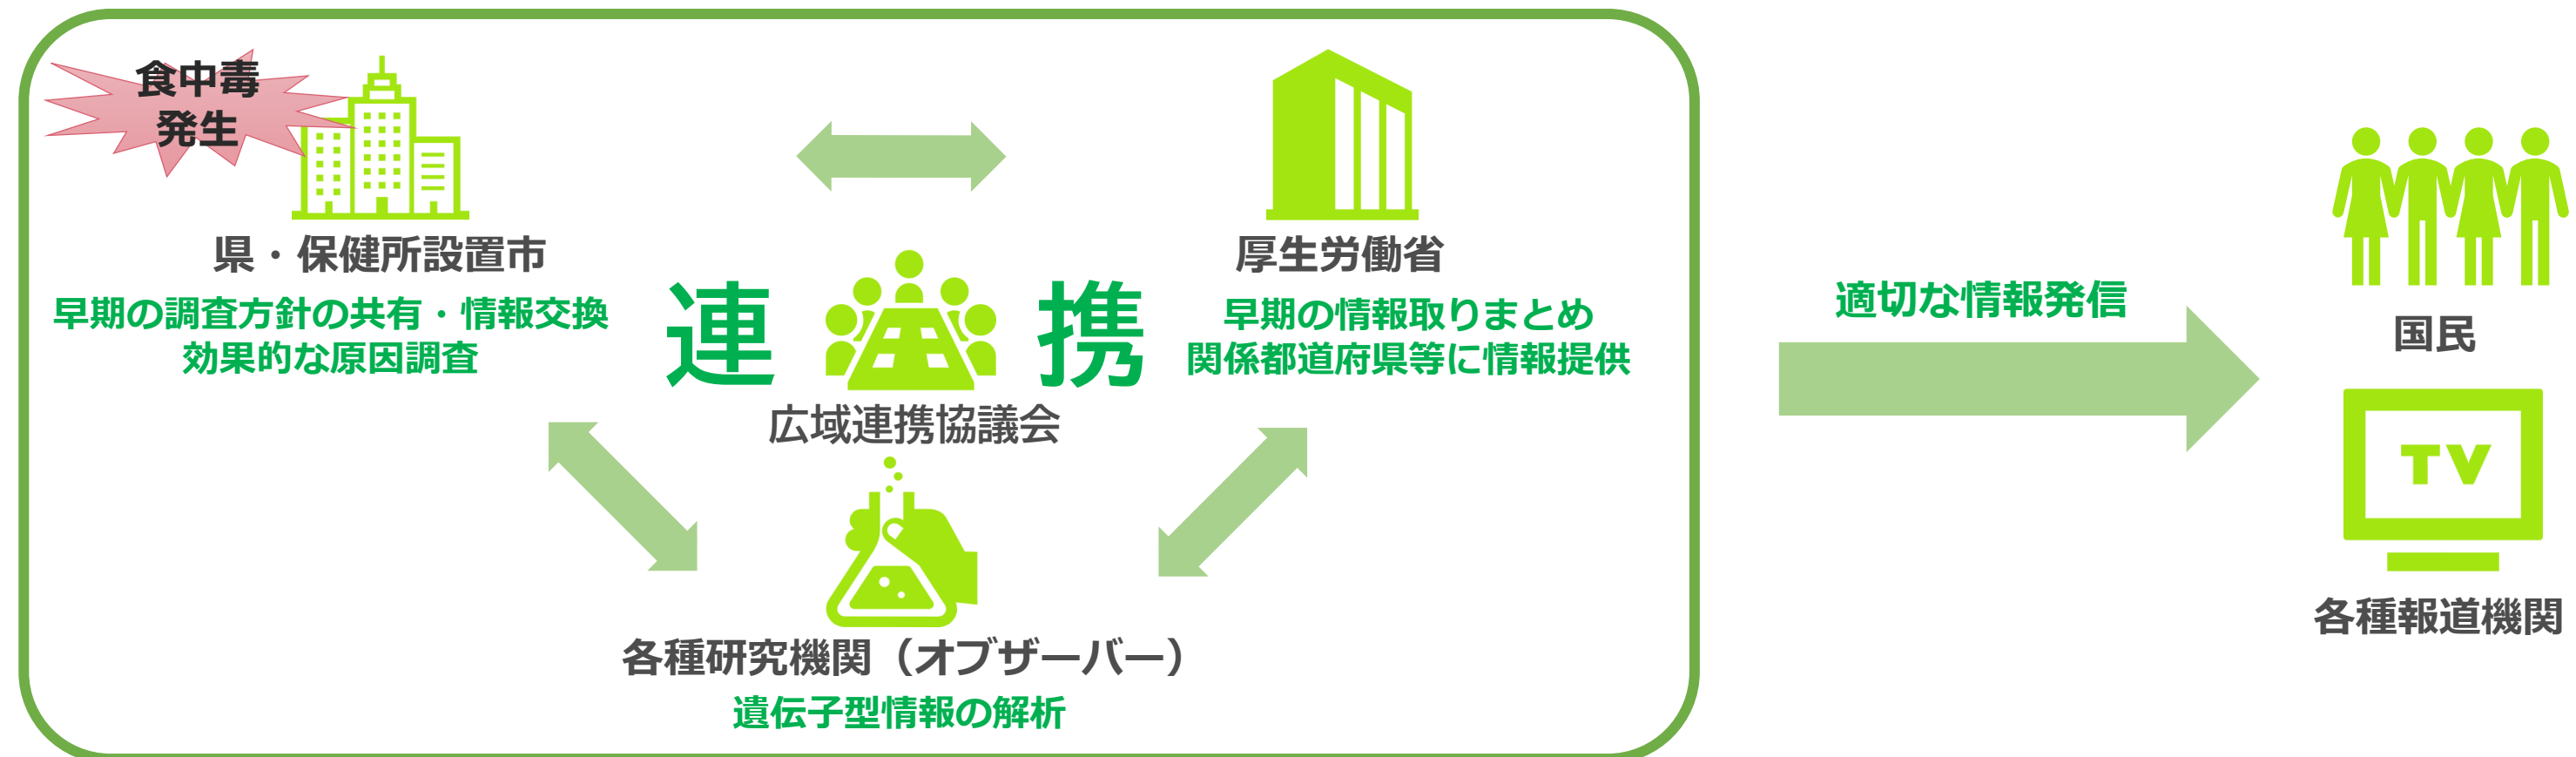 食中毒
発生
県・保健所設置市
早期の調査方針の共有・情報交換
効果的な原因調査
連 携
広域連携協議会
厚生労働省
早期の情報取りまとめ
関係都道府県等に情報提供
各種研究機関（オブザーバー）
遺伝子型情報の解析
適切な情報発信
国民
TV
各種報道機関